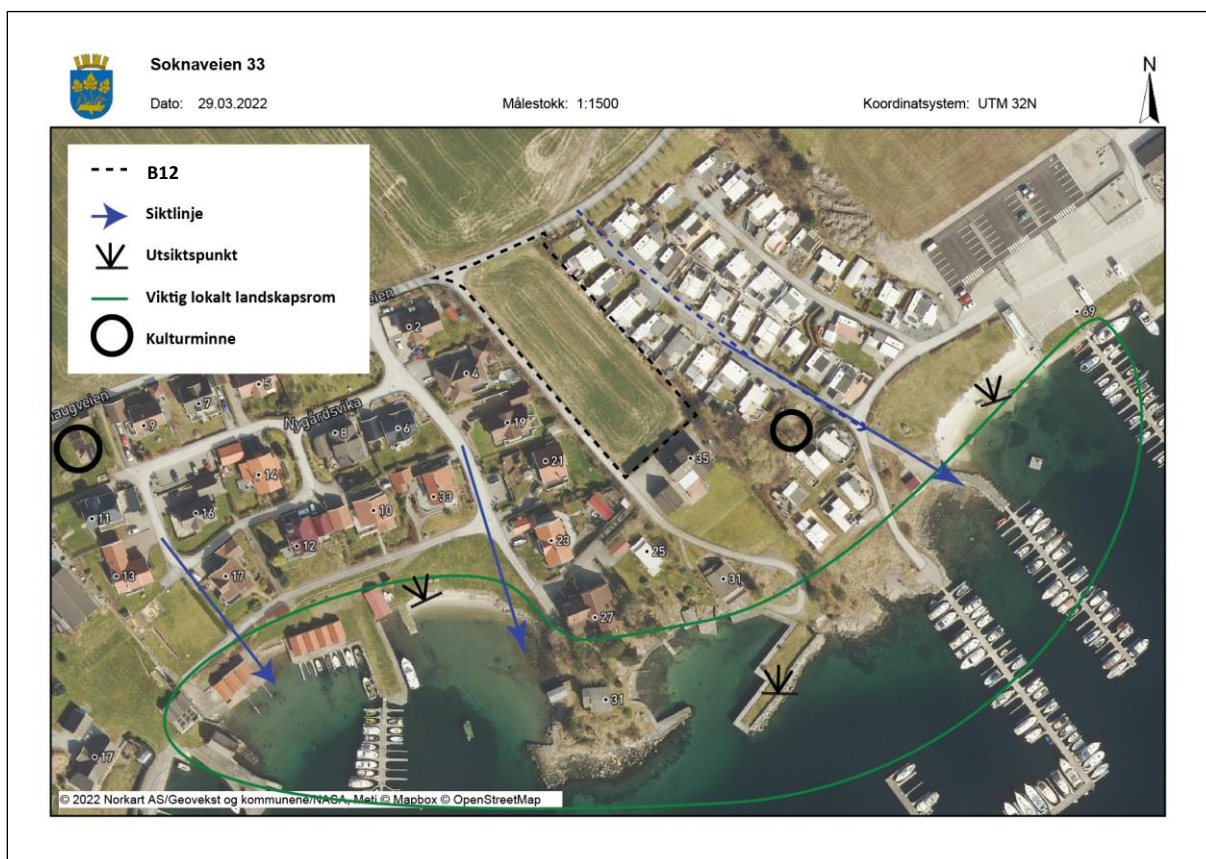 Soknaveien 33
N
Dato: 29.03.2022
Målestokk: 1:1500
Koordinatsystem: UTM 32N
B12
Siktlinje
Utsiktspunkt
Viktig lokalt landskapsrom
Kulturminne
eien
augveien
Nygårdsvika
69
2
4
5
7
9
8
6
19
14
21
35
33
16
10
11
12
23
13
17
25
31
27
31
17
© 2022 Norkart AS/Geovekst og kommunene/NASA, Meti © Mapbox © OpenStreetMap